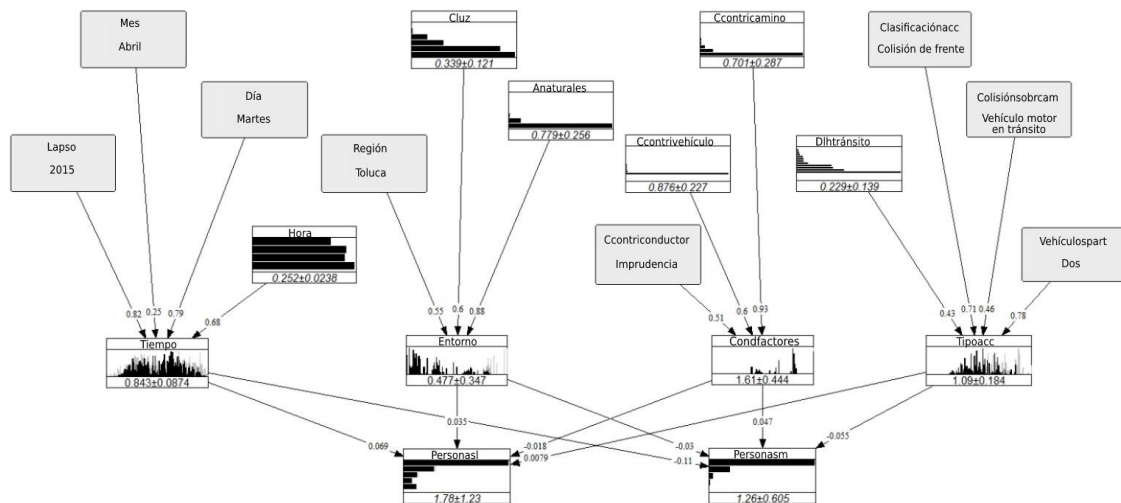 Mes
Abril
Cluz
0.339±0.121
Ccontricamino
0.701±0.287
Clasificaciónacc
Colisión de frente
Día
Martes
Anaturales
0.779±0.256
Colisiónsobrcam
Vehículo motor
en tránsito
Lapso
2015
Región
Toluca
Ccontrivehículo
0.876±0.227
Dlhtránsito
0.229±0.139
Hora
0.252±0.0238
Ccontriconductor
Imprudencia
Vehículospart
Dos
0.82
0.25
0.79
0.68
0.55
0.6
0.88
0.51
0.6
0.93
0.43
0.71
0.46
0.78
Tiempo
0.843±0.0874
Entorno
0.477±0.347
Condfactores
1.61±0.444
Tipoacc
1.09±0.184
0.069
0.035
-0.018
0.0079
-0.11
-0.03
0.047
-0.055
Personasl
1.78±1.23
Personasm
1.26±0.605